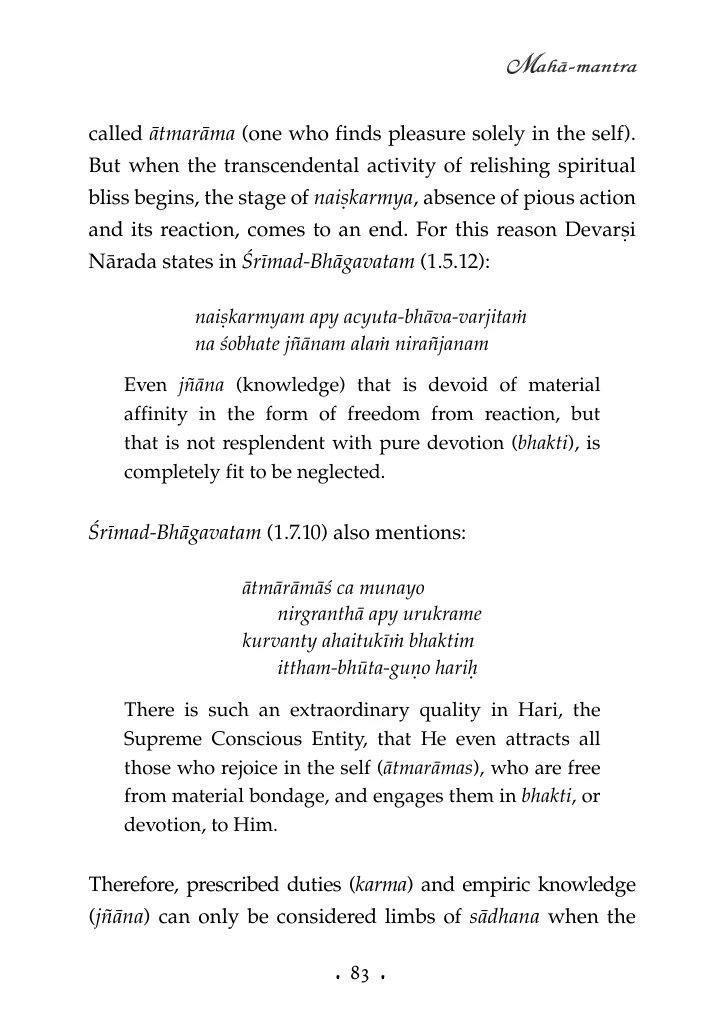 Mahā-mantra
called ātmarāma (one who finds pleasure solely in the self).
But when the transcendental activity of relishing spiritual
bliss begins, the stage of naiṣkarmya, absence of pious action
and its reaction, comes to an end. For this reason Devarṣi
Nārada states in Śrīmad-Bhāgavatam (1.5.12):
naiṣkarmyam apy acyuta-bhāva-varjitaṁ
na śobhate jñānam alaṁ nirañjanam
Even jñāna (knowledge) that is devoid of material
affinity in the form of freedom from reaction, but
that is not resplendent with pure devotion (bhakti), is
completely fit to be neglected.
Śrīmad-Bhāgavatam (1.7.10) also mentions:
ātmārāmāś ca munayo
nirgranthā apy urukrame
kurvanty ahaitukīṁ bhaktim
ittham-bhūta-guṇo hariḥ
There is such an extraordinary quality in Hari, the
Supreme Conscious Entity, that He even attracts all
those who rejoice in the self (ātmarāmas), who are free
from material bondage, and engages them in bhakti, or
devotion, to Him.
Therefore, prescribed duties (karma) and empiric knowledge
(jñāna) can only be considered limbs of sādhana when the
• 83 •